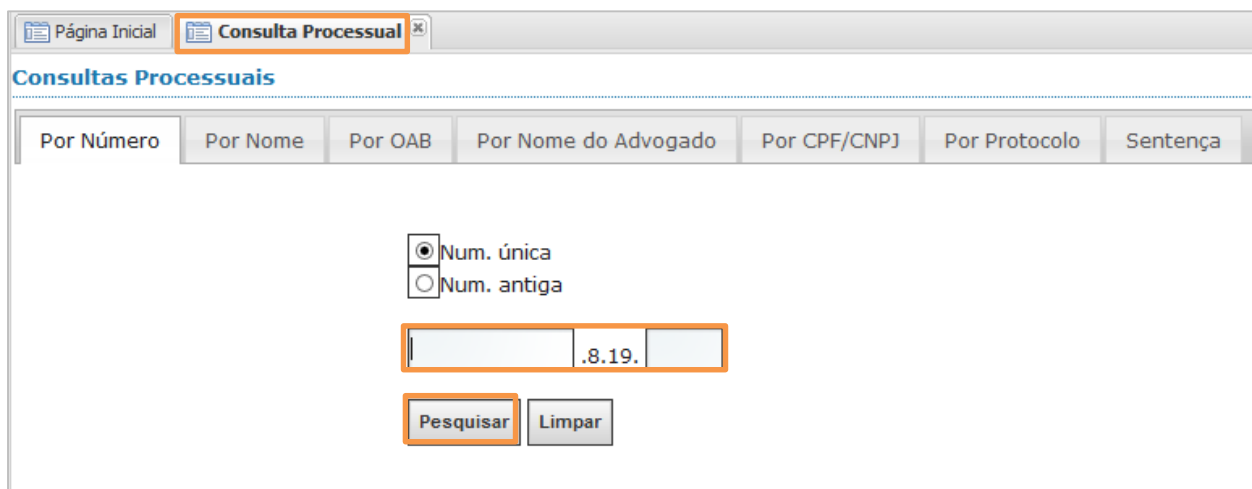 Página Inicial Consulta Processual
Consultas Processuais
Por Número Por Nome Por OAB Por Nome do Advogado Por CPF/CNPJ Por Protocolo Sentença
Num. única
Num. antiga
.8.19.
Pesquisar Limpar